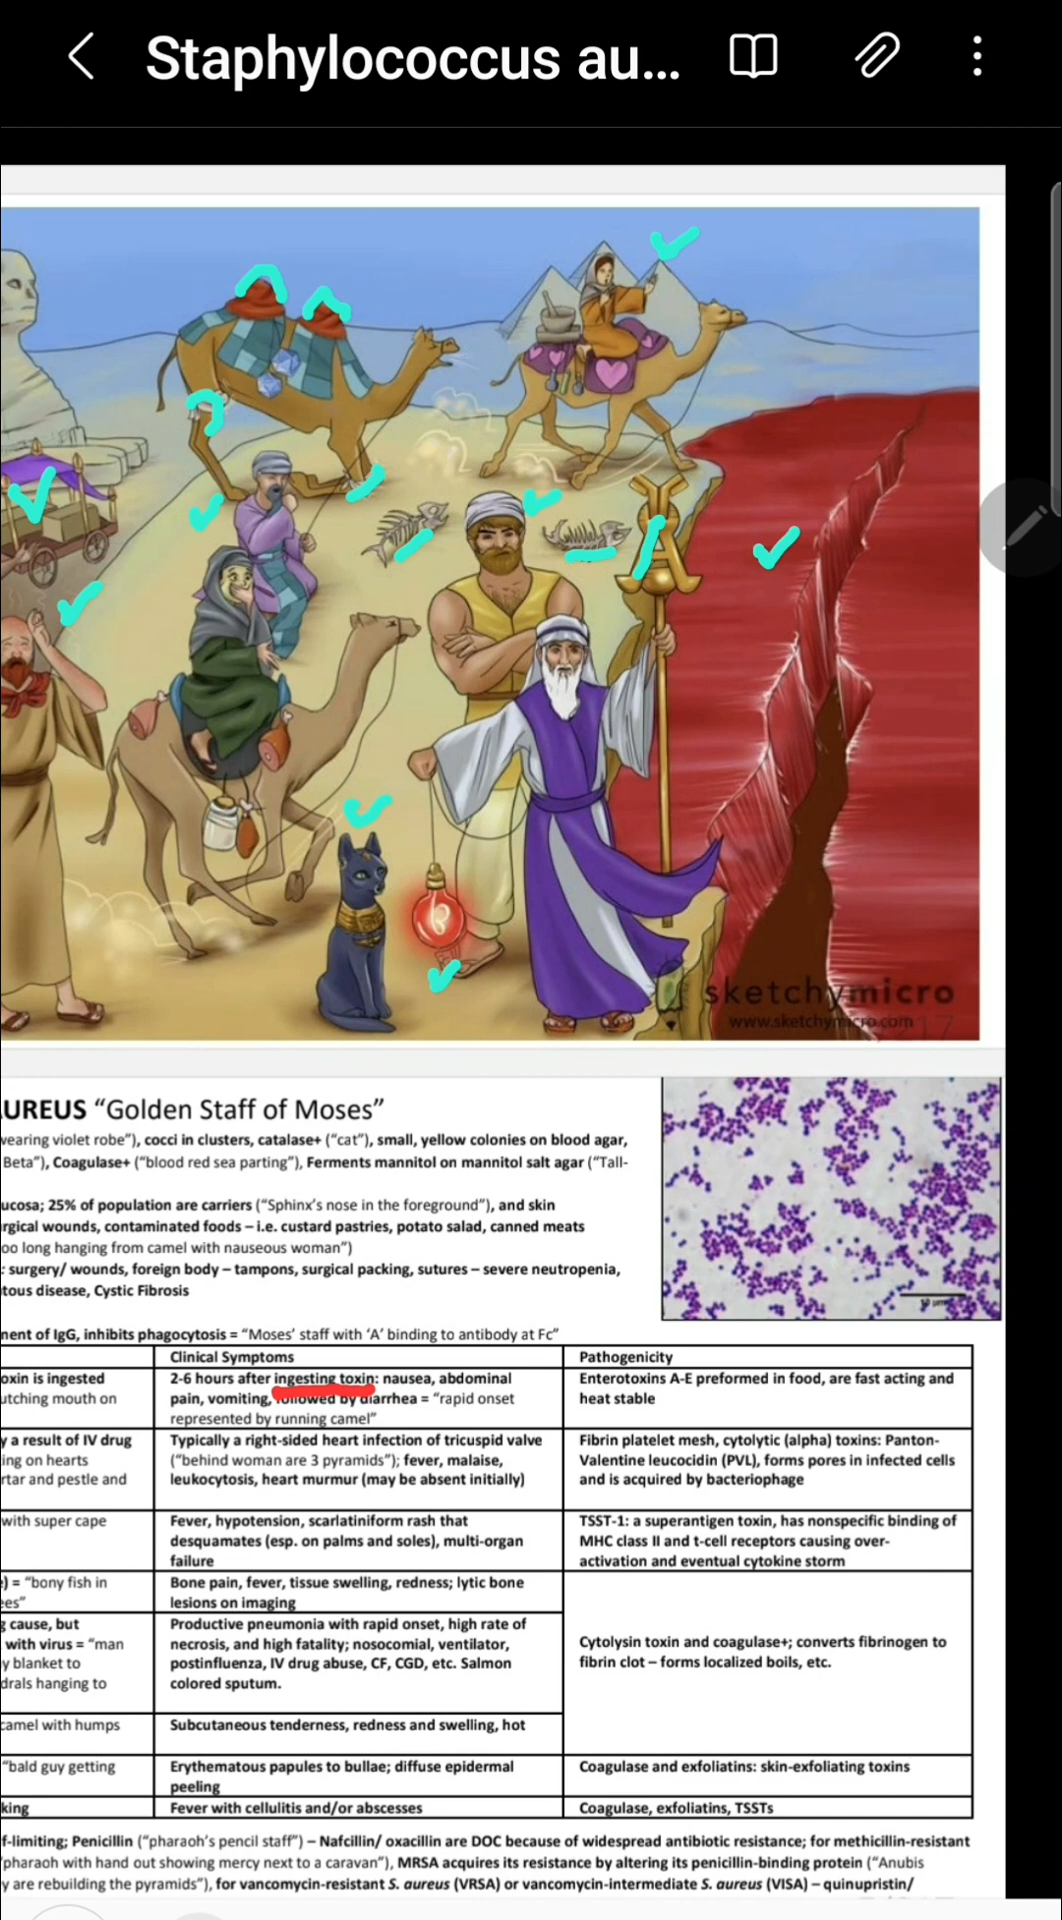 Staphylococcus au...
sketchymicro
www.sketchymicro.com
UREUS “Golden Staff of Moses”
wearing violet robe”), cocci in clusters, catalase+ (“cat”), small, yellow colonies on blood agar,
Beta”), Coagulase+ (“blood red sea parting”), Ferments mannitol on mannitol salt agar (“Tall-
ucosa; 25% of population are carriers (“Sphinx’s nose in the foreground”), and skin
rgical wounds, contaminated foods – i.e. custard pastries, potato salad, canned meats
oo long hanging from camel with nauseous woman”)
: surgery/ wounds, foreign body – tampons, surgical packing, sutures – severe neutropenia,
tous disease, Cystic Fibrosis
nent of IgG, inhibits phagocytosis = “Moses’ staff with ‘A’ binding to antibody at Fc”
Clinical Symptoms Pathogenicity
oxin is ingested 2-6 hours after ingesting toxin: nausea, abdominal Enterotoxins A-E preformed in food, are fast acting and
utching mouth on pain, vomiting, followed by diarrhea = “rapid onset heat stable
represented by running camel”
y a result of IV drug Typically a right-sided heart infection of tricuspid valve Fibrin platelet mesh, cytolytic (alpha) toxins: Panton-
ing on hearts (“behind woman are 3 pyramids”); fever, malaise, Valentine leucocidin (PVL), forms pores in infected cells
rtar and pestle and leukocytosis, heart murmur (may be absent initially) and is acquired by bacteriophage
with super cape Fever, hypotension, scarlatiniform rash that TSST-1: a superantigen toxin, has nonspecific binding of
desquamates (esp. on palms and soles), multi-organ MHC class II and t-cell receptors causing over-
failure activation and eventual cytokine storm
) = “bony fish in Bone pain, fever, tissue swelling, redness; lytic bone
ees” lesions on imaging
g cause, but Productive pneumonia with rapid onset, high rate of
with virus = “man necrosis, and high fatality; nosocomial, ventilator, Cytolysin toxin and coagulase+; converts fibrinogen to
y blanket to postinfluenza, IV drug abuse, CF, CGD, etc. Salmon fibrin clot – forms localized boils, etc.
drals hanging to colored sputum.
camel with humps Subcutaneous tenderness, redness and swelling, hot
“bald guy getting Erythematous papules to bullae; diffuse epidermal Coagulase and exfoliatins: skin-exfoliating toxins
peeling
king Fever with cellulitis and/or abscesses Coagulase, exfoliatins, TSSTs
f-limiting; Penicillin (“pharaoh’s pencil staff”) – Nafcillin/ oxacillin are DOC because of widespread antibiotic resistance; for methicillin-resistant
‘pharaoh with hand out showing mercy next to a caravan”), MRSA acquires its resistance by altering its penicillin-binding protein (“Anubis
y are rebuilding the pyramids”), for vancomycin-resistant S. aureus (VRSA) or vancomycin-intermediate S. aureus (VISA) – quinupristin/